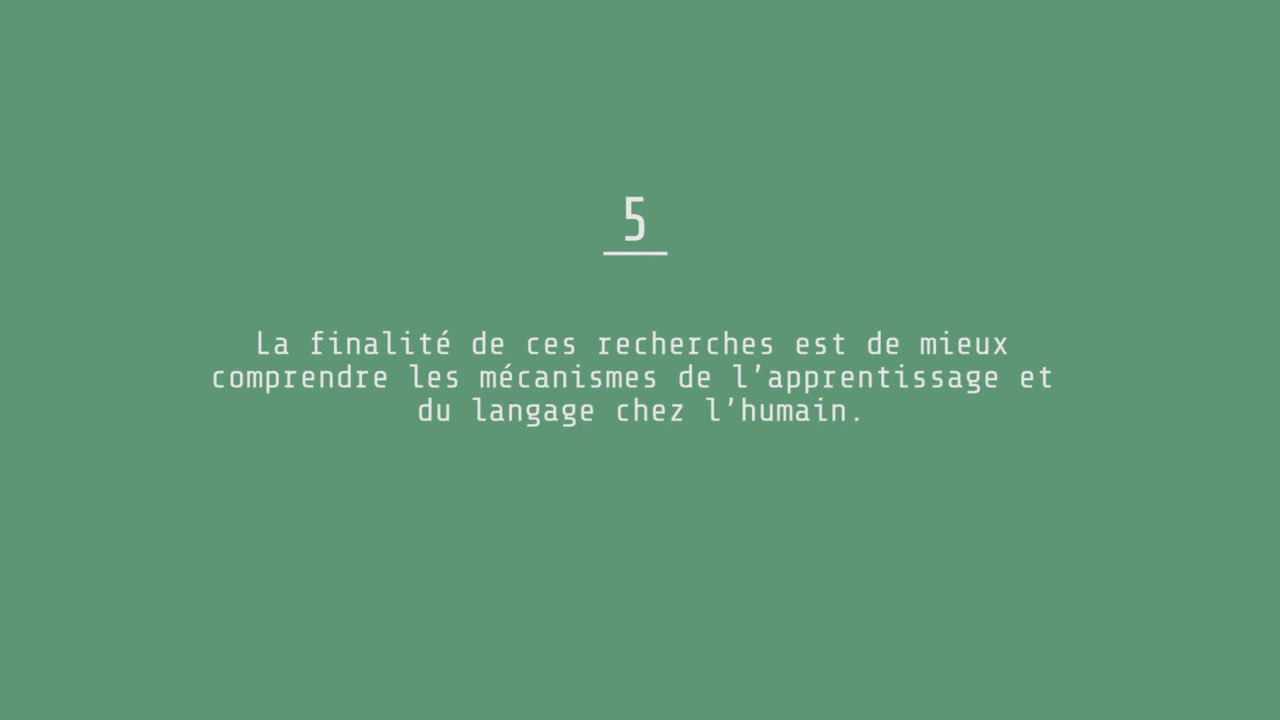 5
La finalité de ces recherches est de mieux
comprendre les mécanismes de l’apprentissage et
du langage chez l’humain.